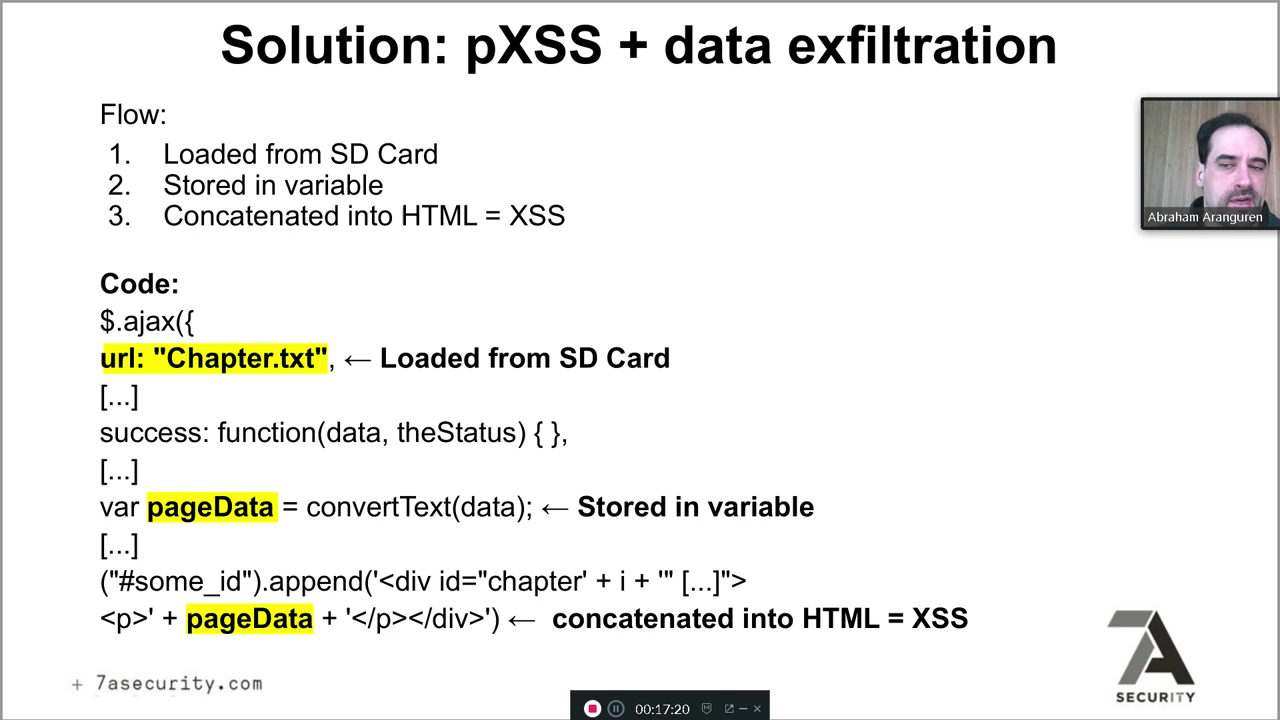 Solution: pXSS + data exfiltration
Flow:
1. Loaded from SD Card
2. Stored in variable
3. Concatenated into HTML = XSS
Abraham Aranguren
Code:
$.ajax({
url: "Chapter.txt", ← Loaded from SD Card
[...]
success: function(data, theStatus) { },
[...]
var pageData = convertText(data); ← Stored in variable
[...]
("#some_id").append('<div id="chapter' + i + '" [...]">
<p>' + pageData + '</p></div>') ← concatenated into HTML = XSS
+ 7asecurity.com
7A
SECURITY
00:17:20